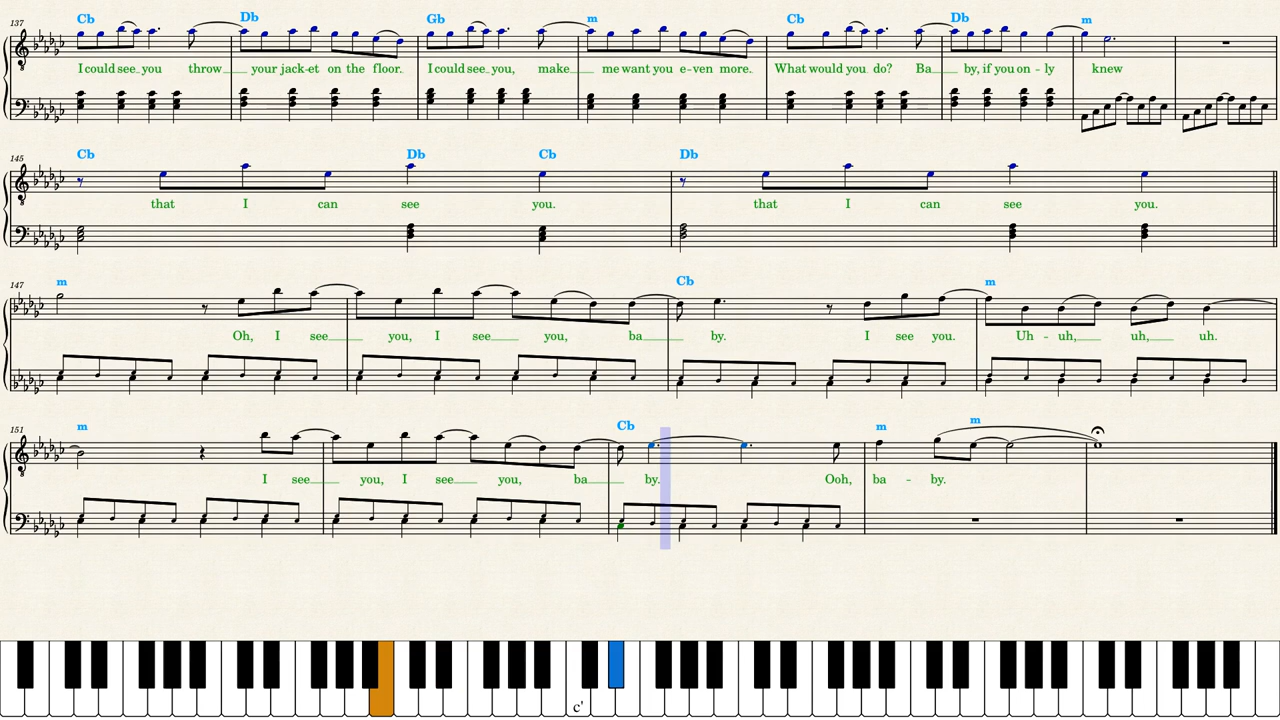 137 Cb Db Gb m Cb Db m
I could see you throw your jack-et on the floor. I could see you, make me want you e-ven more. What would you do? Ba by, if you on - ly knew
145 Cb Db Cb Db
that I can see you. that I can see you.
147 m Cb m
Oh, I see you, I see you, ba by. I see you. Uh - uh, uh, uh.
151 m Cb m m
I see you, I see you, ba by. Ooh, ba - by.
c'